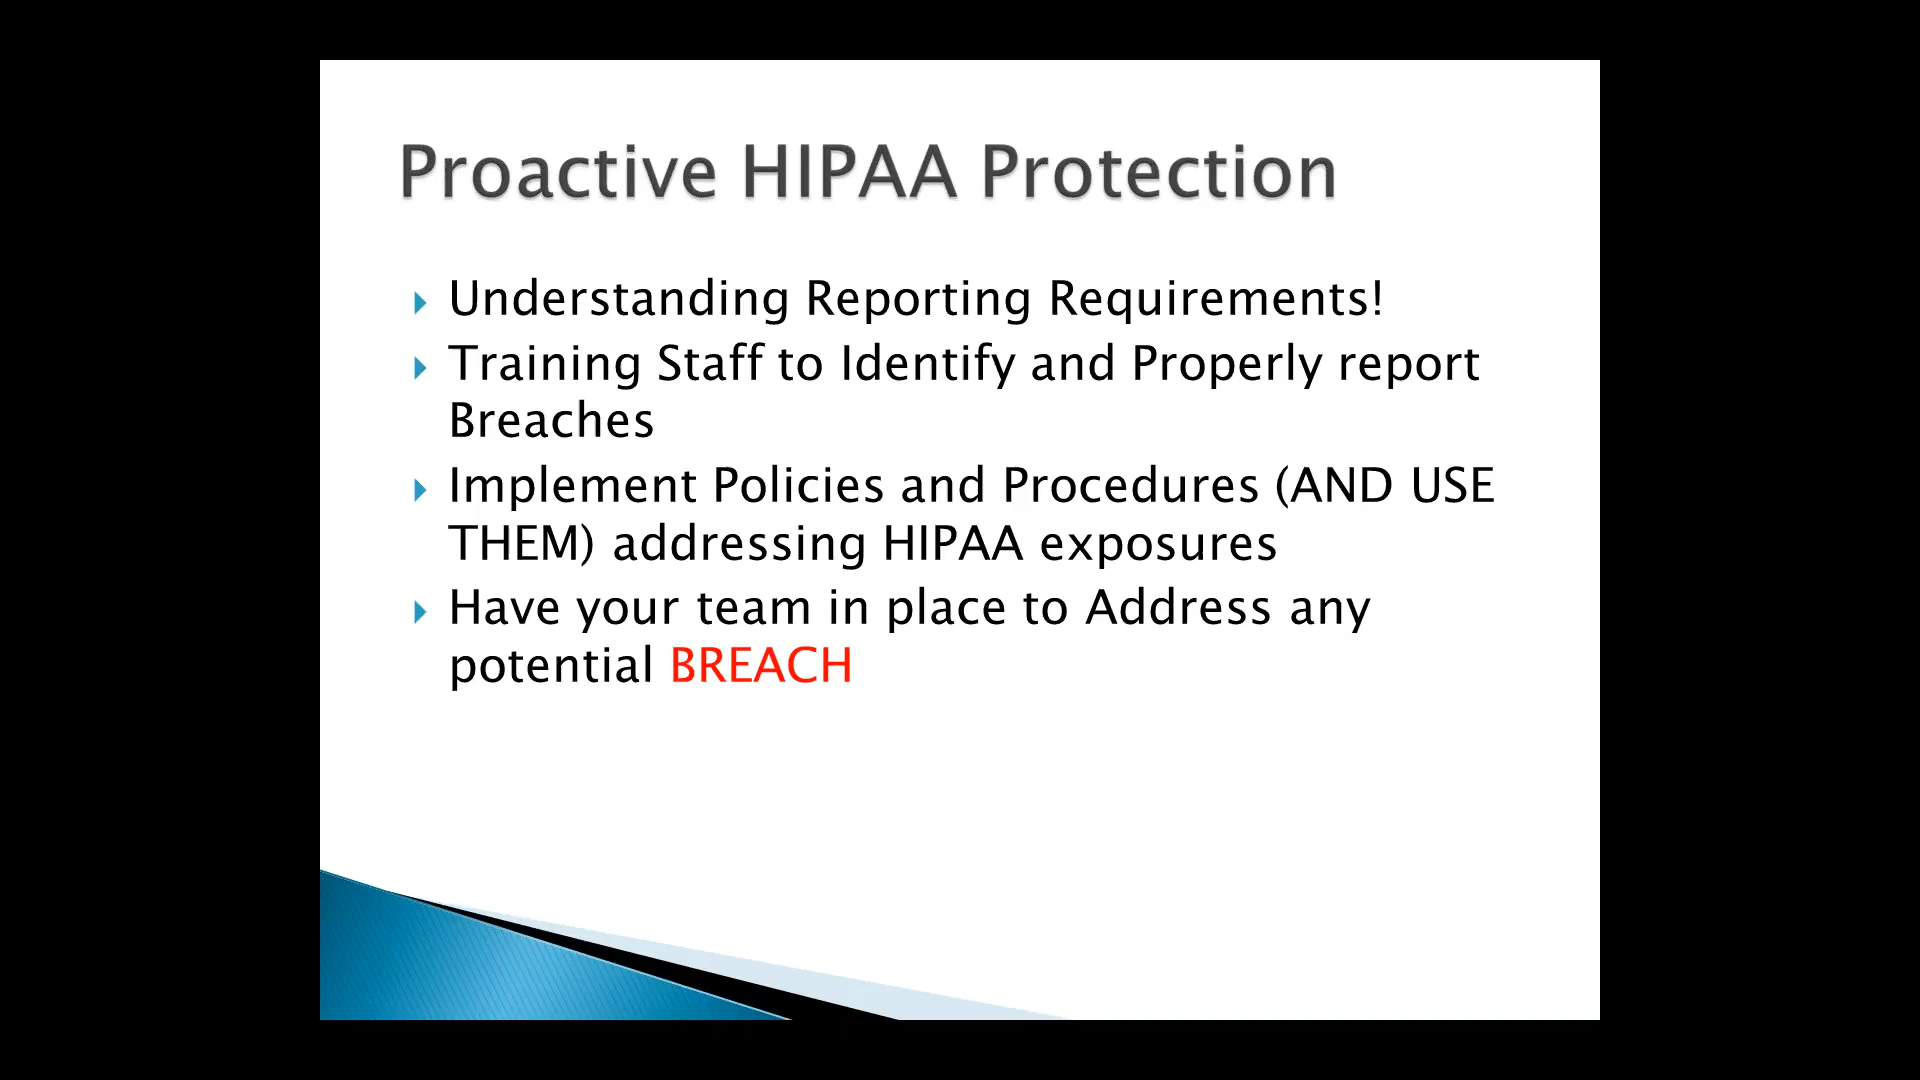 Proactive HIPAA Protection
Understanding Reporting Requirements!
Training Staff to Identify and Properly report
Breaches
Implement Policies and Procedures (AND USE
THEM) addressing HIPAA exposures
Have your team in place to Address any
potential BREACH